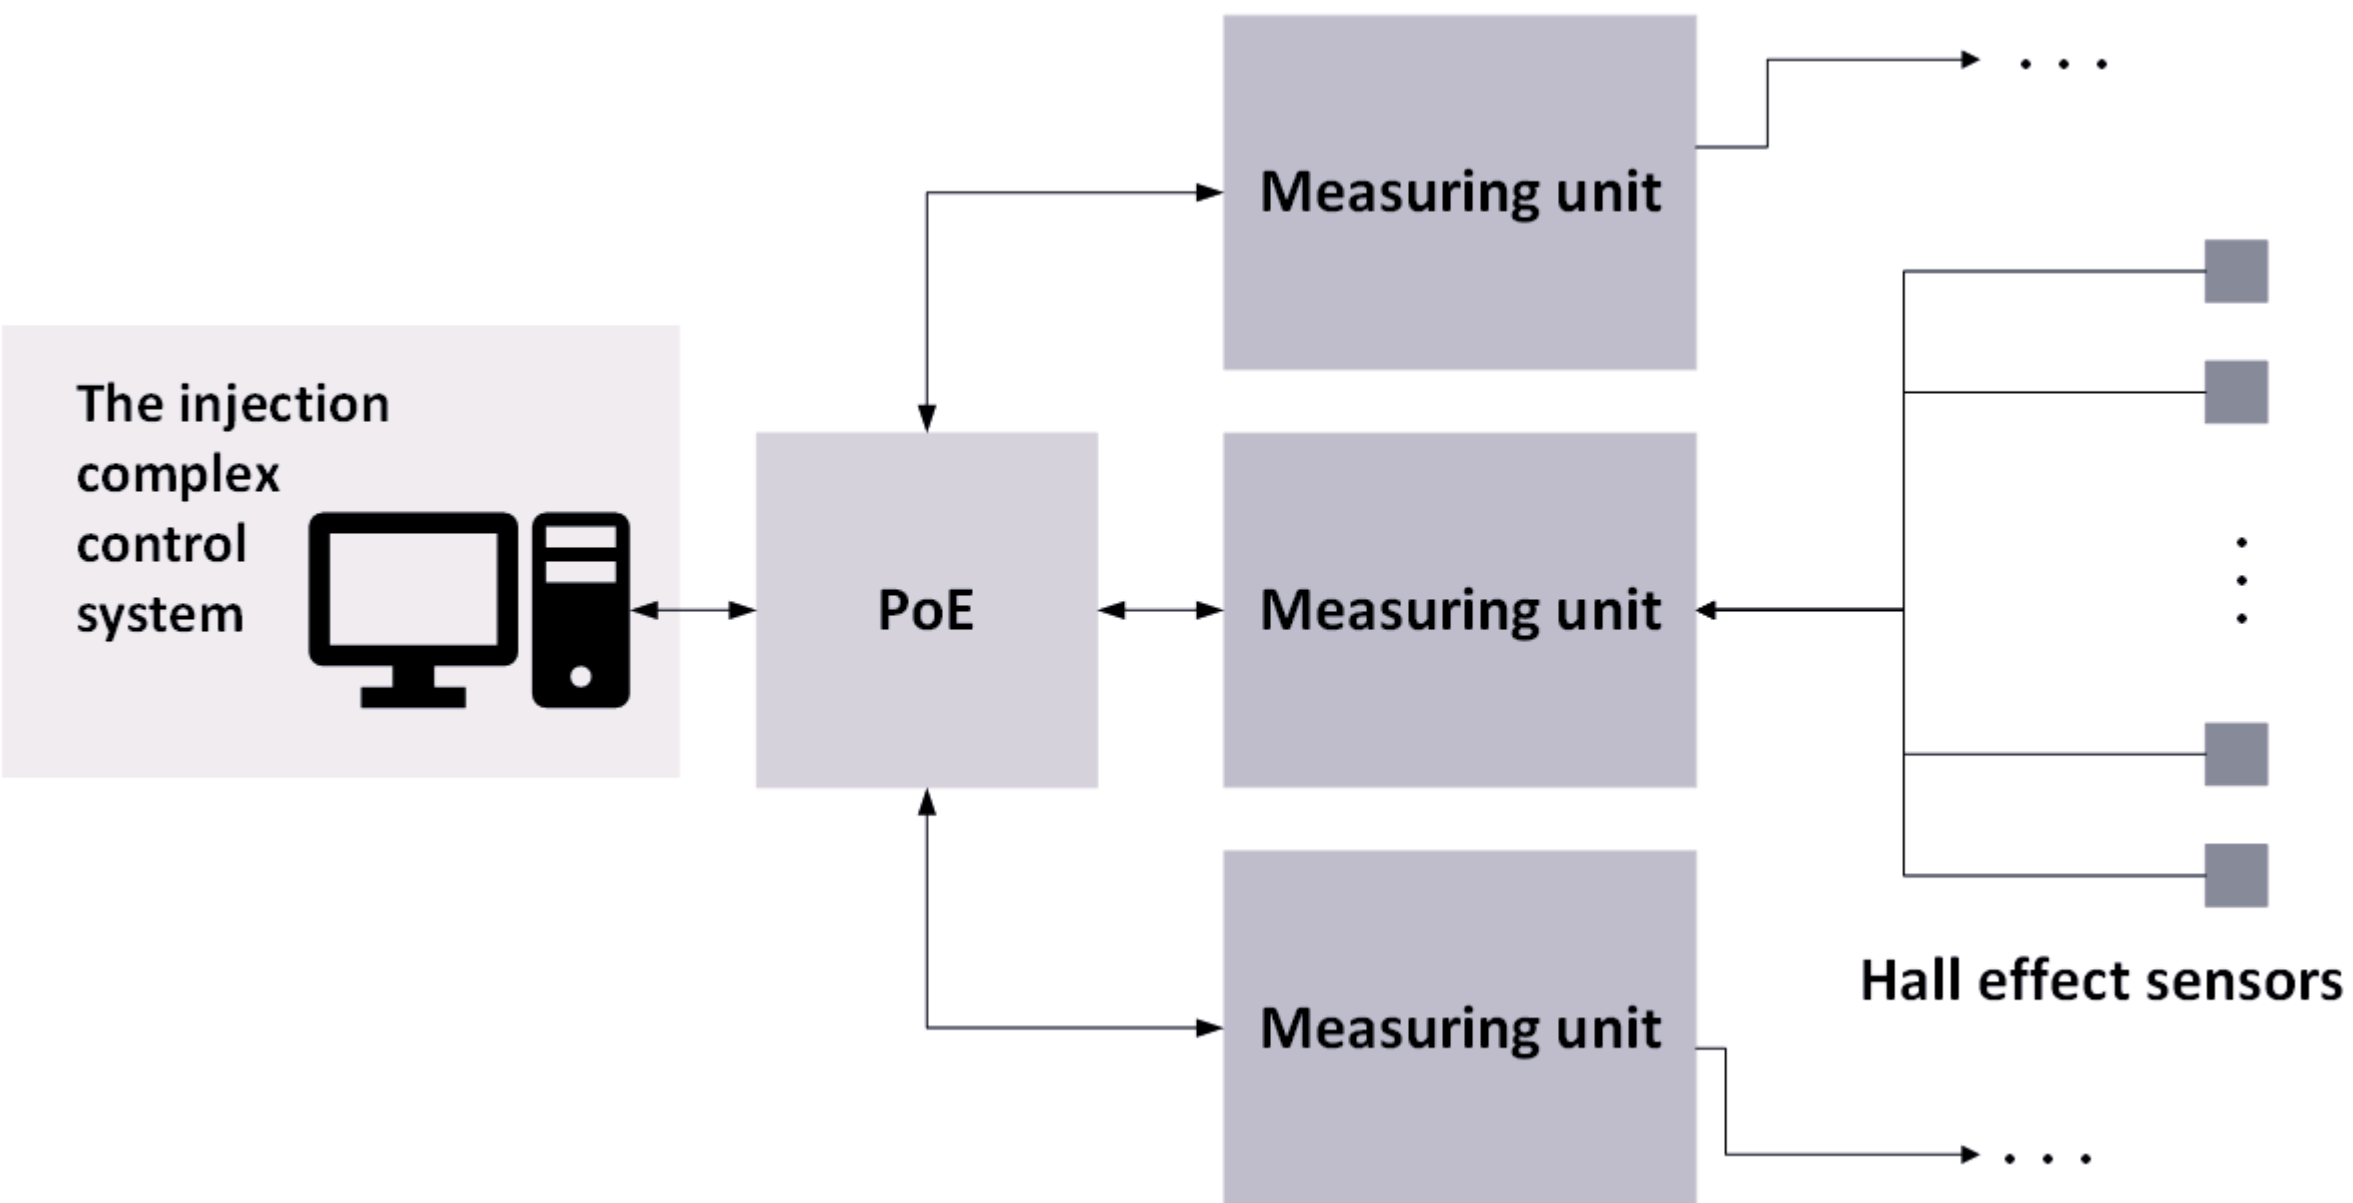 The injection
complex
control
system
PoE
Measuring unit
. . .
Measuring unit
Measuring unit
. . .
Hall effect sensors